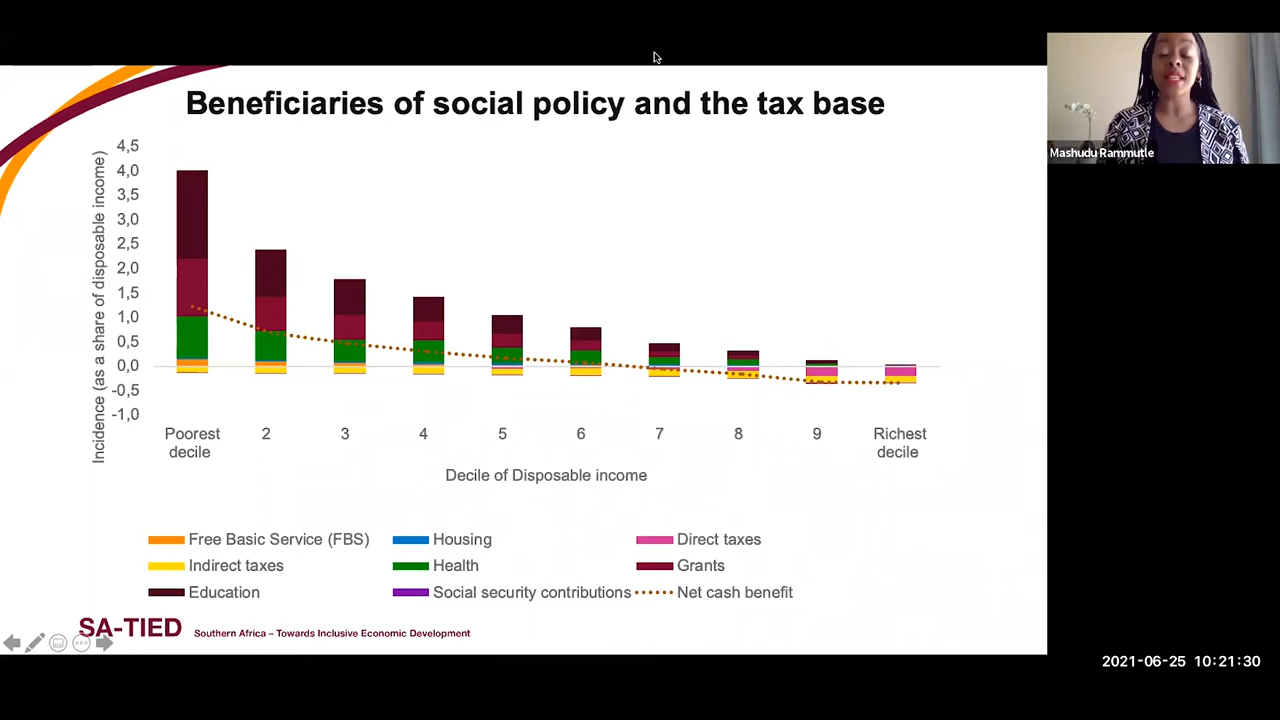 Beneficiaries of social policy and the tax base
Mashudu Rammutle
Incidence (as a share of disposable income)
4,5
4,0
3,5
3,0
2,5
2,0
1,5
1,0
0,5
0,0
-0,5
-1,0
Poorest decile 2 3 4 5 6 7 8 9 Richest decile
Decile of Disposable income
Free Basic Service (FBS) Housing Direct taxes
Indirect taxes Health Grants
Education Social security contributions Net cash benefit
SA-TIED Southern Africa – Towards Inclusive Economic Development
2021-06-25 10:21:30